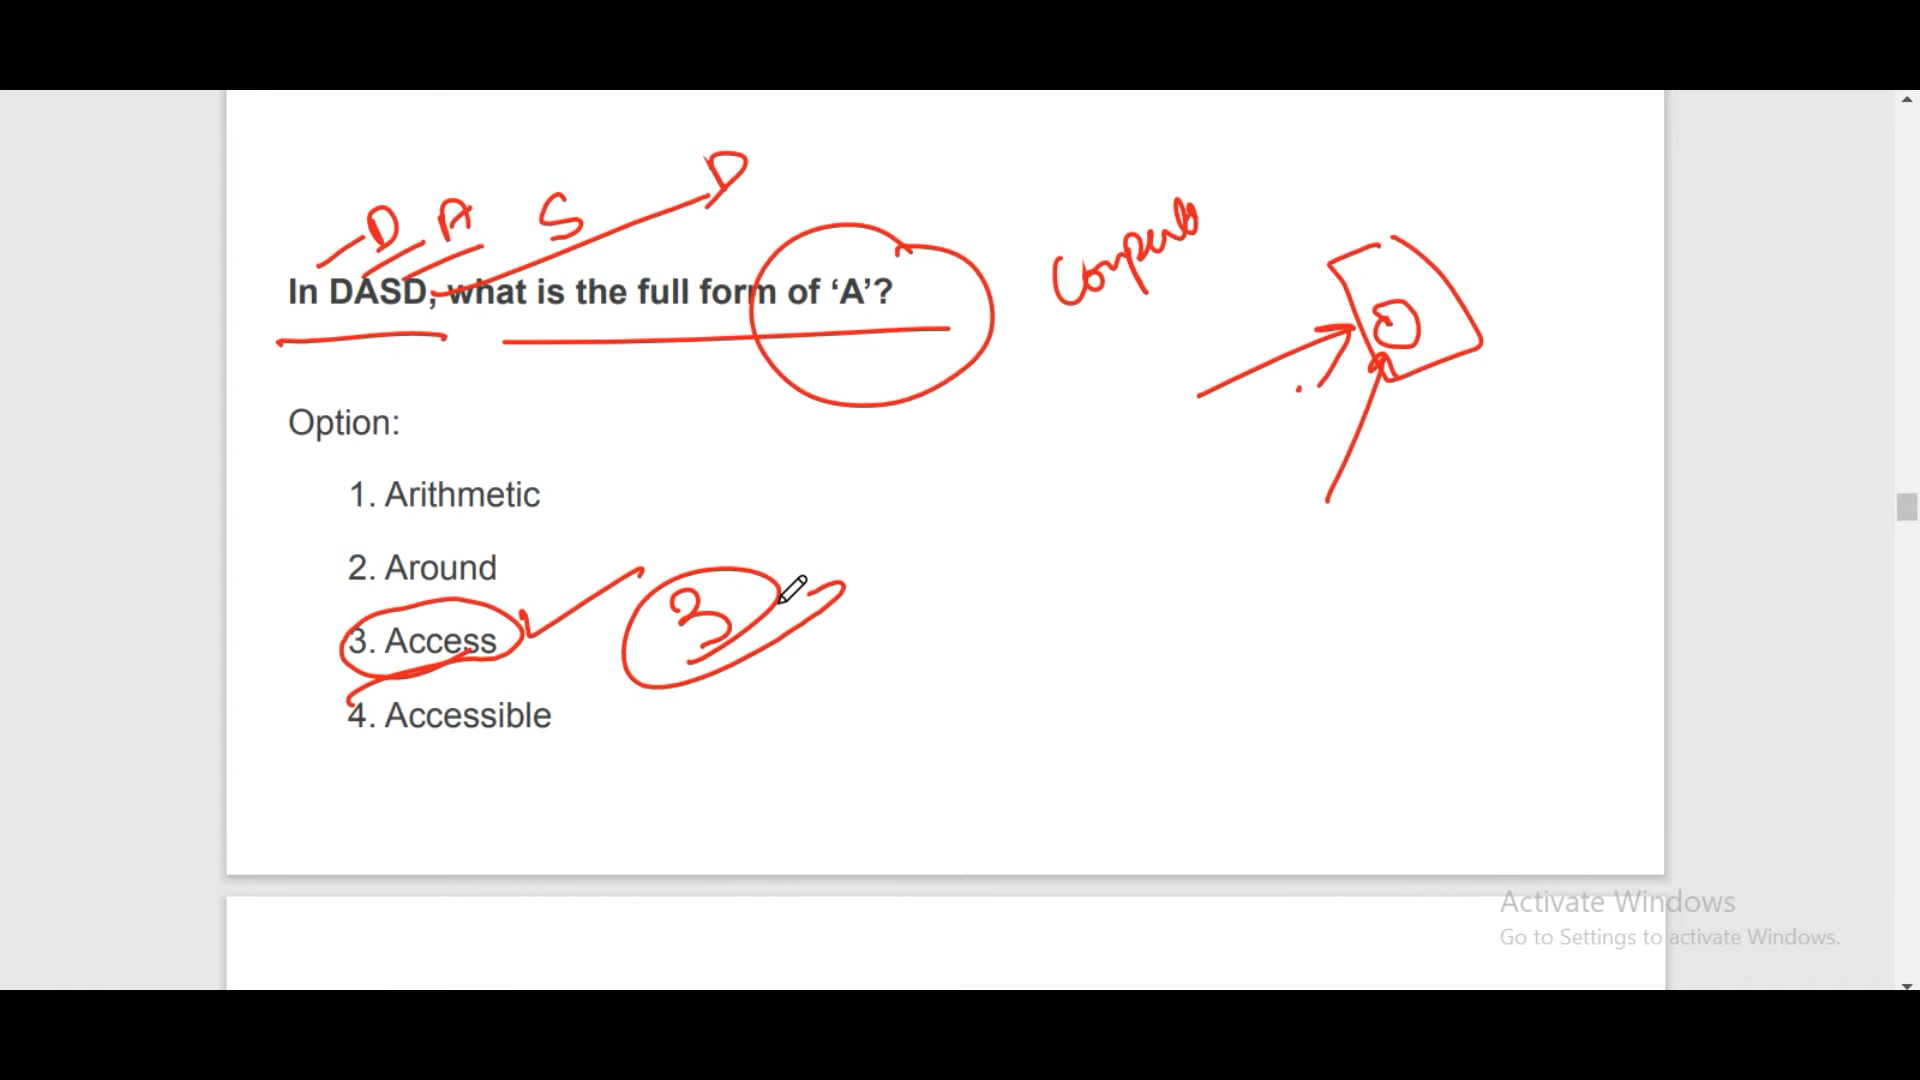 D A S D
In DASD, what is the full form of ‘A’?
Option:
1. Arithmetic
2. Around
3. Access
3
4. Accessible
Activate Windows
Go to Settings to activate Windows.